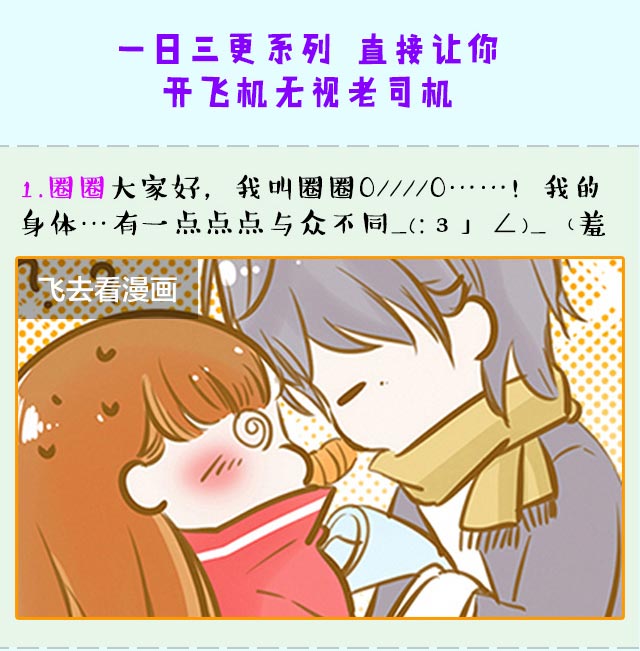 一日三更系列 直接让你
开飞机无视老司机
1.圈圈大家好，我叫圈圈O////O……！我的
身体…有一点点点与众不同_(:з」∠)_（羞
飞去看漫画